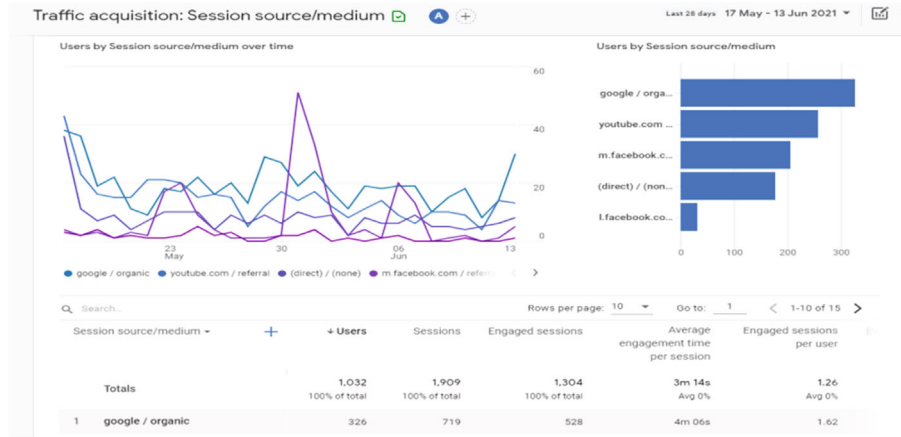 Traffic acquisition: Session source/medium
A
Last 28 days 17 May - 13 Jun 2021
Users by Session source/medium over time
60
40
20
0
23
May
30
06
Jun
13
google / organic youtube.com / referral (direct) / (none) m.facebook.com / referr
Users by Session source/medium
google / orga...
youtube.com ...
m.facebook.c...
(direct) / (non...
l.facebook.co...
0 100 200 300
Search... Rows per page: 10 Go to: 1 1-10 of 15
Session source/medium + Users Sessions Engaged sessions Average Engaged sessions
engagement time per user
per session
Totals 1,032 1,909 1,304 3m 14s 1.26
100% of total 100% of total 100% of total Avg 0% Avg 0%
1 google / organic 326 719 528 4m 06s 1.62